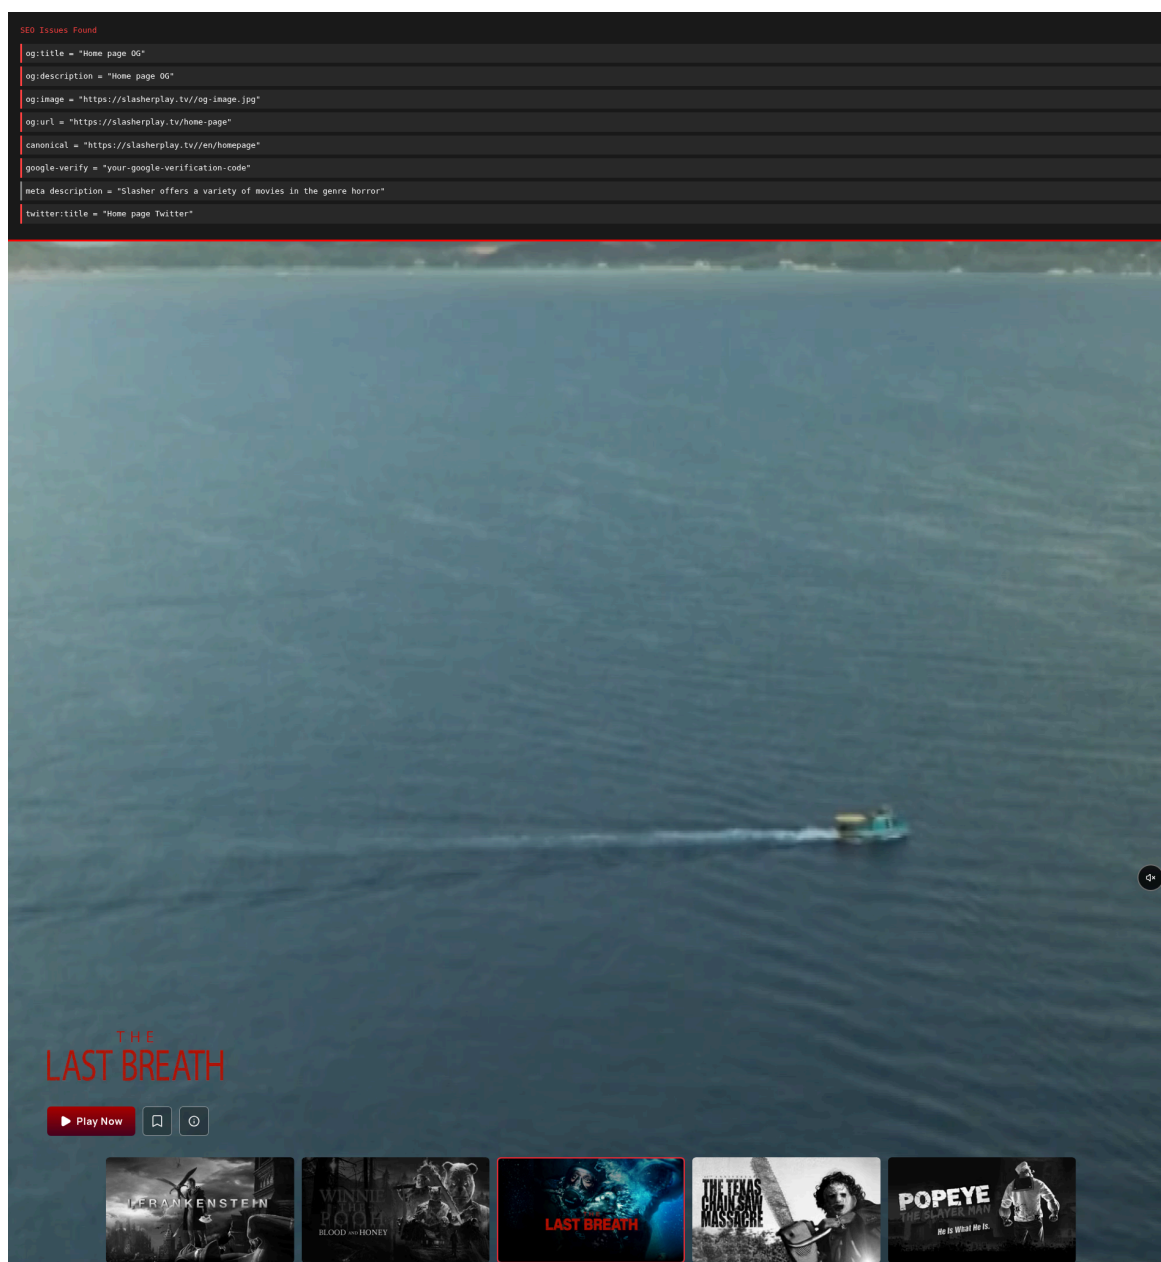 SEO Issues Found
og:title = "Home page OG"
og:description = "Home page OG"
og:image = "https://slasherplay.tv//og-image.jpg"
og:url = "https://slasherplay.tv/home-page"
canonical = "https://slasherplay.tv//en/homepage"
google-verify = "your-google-verification-code"
meta description = "Slasher offers a variety of movies in the genre horror"
twitter:title = "Home page Twitter"
THE
LAST BREATH
Play Now
I, FRANKENSTEIN
WINNIE
THE
POOH
BLOOD AND HONEY
LAST BREATH
THE TEXAS
CHAIN SAW
MASSACRE
POPEYE
THE SLAYER MAN
He Is What He Is.